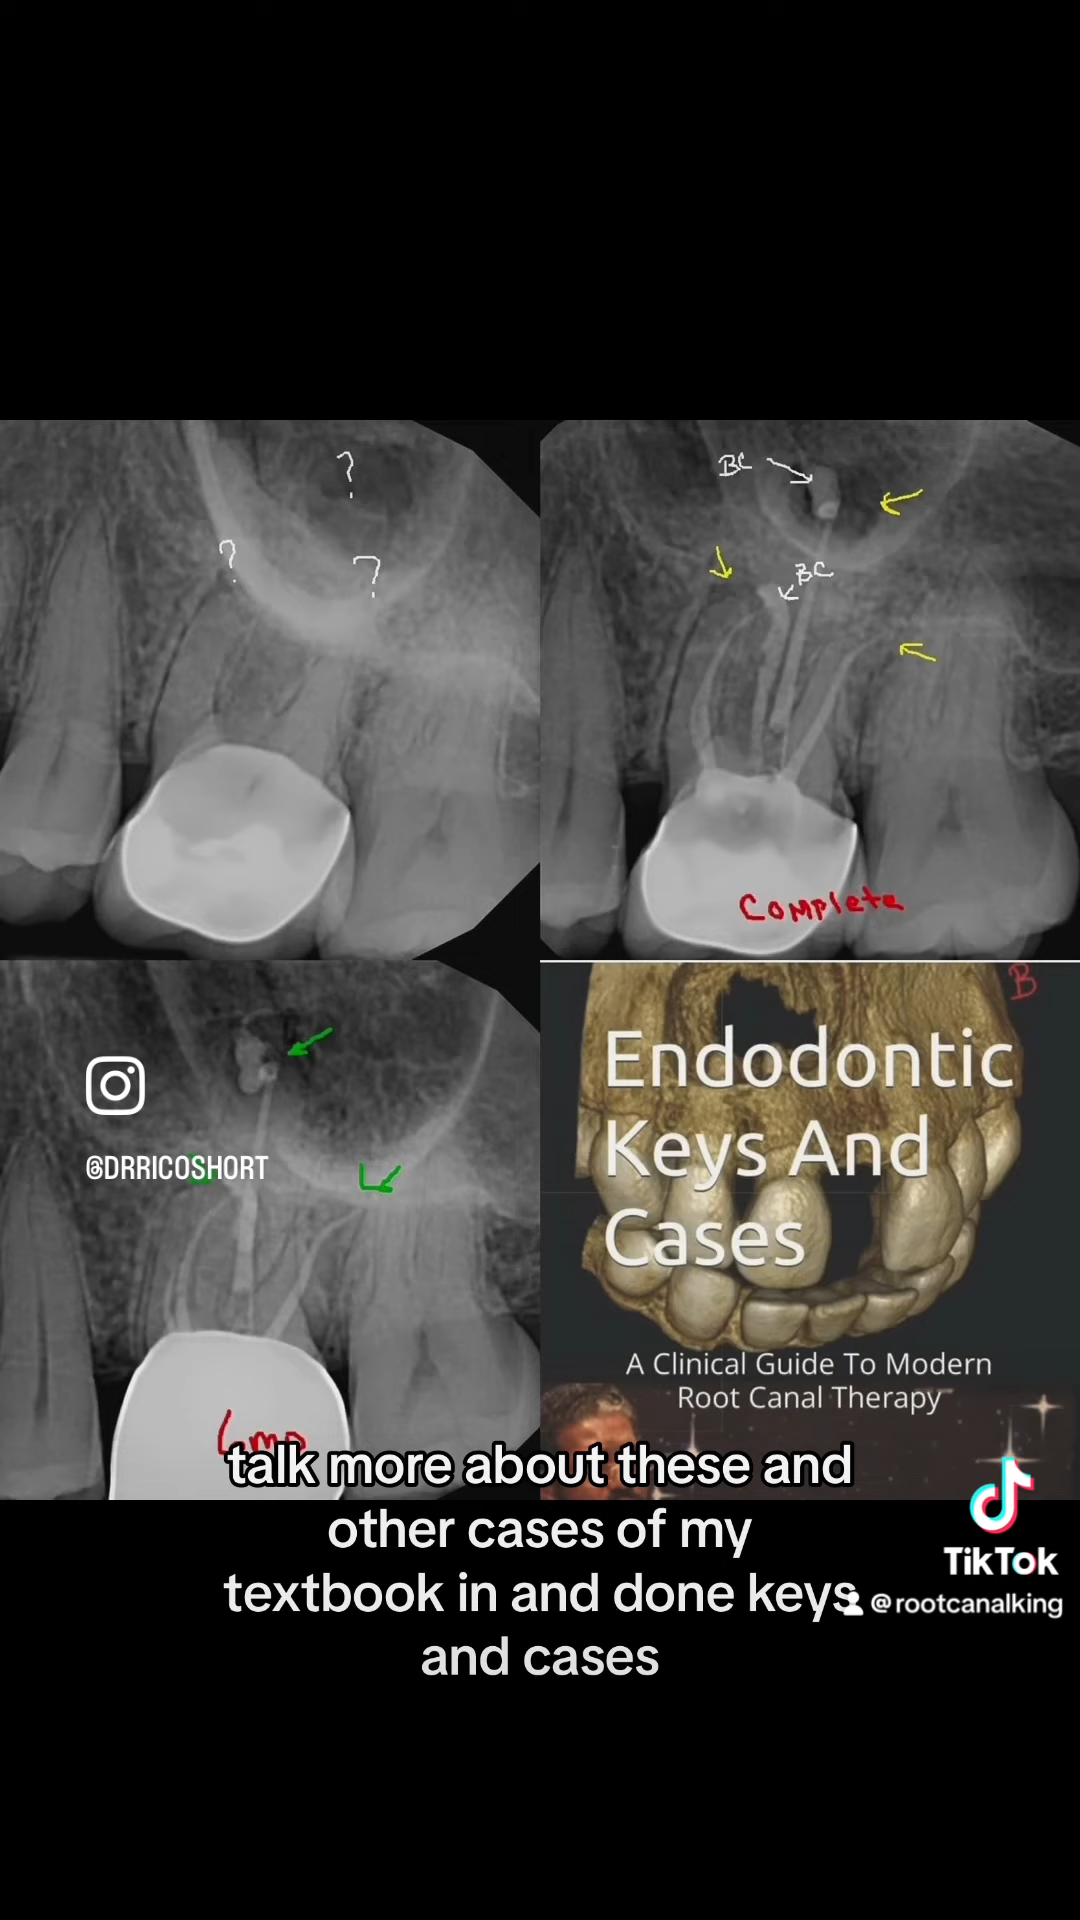 ?
?
?
BC
BC
Complete
@DRRICOSHORT
6mo
B
Endodontic
Keys And
Cases
A Clinical Guide To Modern
Root Canal Therapy
talk more about these and
other cases of my
textbook in and done keys
and cases
TikTok
@rootcanalking